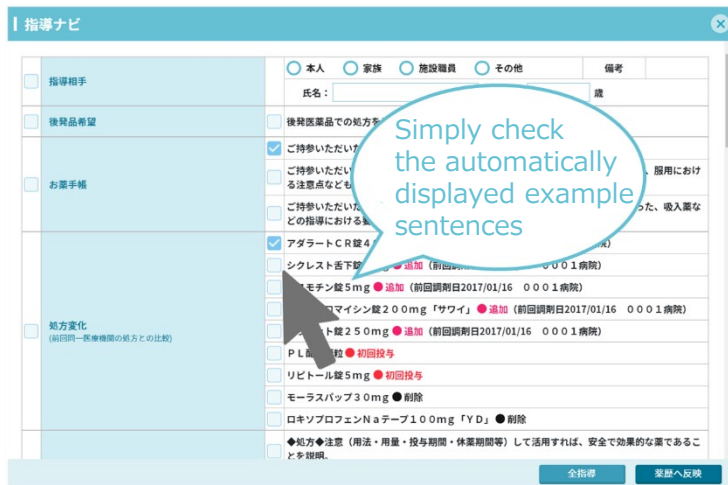 指導ナビ
指導相手
本人 家族 施設職員 その他 備考
氏名： 歳
後発品希望
後発医薬品での処方を
お薬手帳
ご持参いただいた
ご持参いただい 、服用におけ
る注意点なども
ご持参いただいた った、吸入薬な
どの指導における
Simply check
the automatically
displayed example
sentences
処方変化
(前回同一医療機関の処方との比較)
アダラートＣＲ錠４
シクレスト舌下錠 mg ●追加（前回調 0001病院）
モチン錠５mg ●追加（前回調剤日2017/01/16 0001病院）
マイシン錠２００mg「サワイ」●追加（前回調剤日2017/01/16 0001病院）
ト錠２５０mg ●追加（前回調剤日2017/01/16 0001病院）
ＰＬ 粒●初回投与
リピトール錠５mg ●初回投与
モーラスパップ３０mg ●削除
ロキソプロフェンＮａテープ１００mg「ＹＤ」●削除
◆処方◆注意（用法・用量・投与期間・休薬期間等）して活用すれば、安全で効果的な薬であるこ
とを説明。
全指導 薬歴へ反映